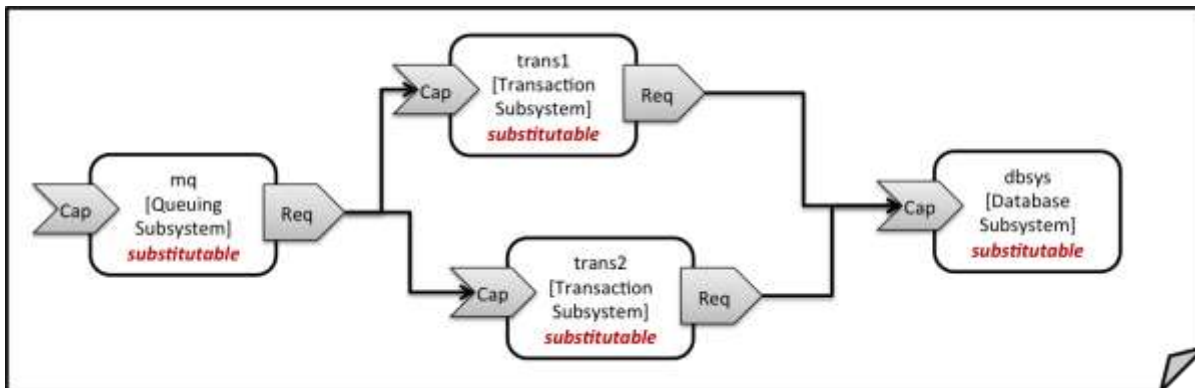 Cap
mq
[Queuing
Subsystem]
substitutable
Req
Cap
trans1
[Transaction
Subsystem]
substitutable
Req
Cap
trans2
[Transaction
Subsystem]
substitutable
Req
Cap
dbsys
[Database
Subsystem]
substitutable